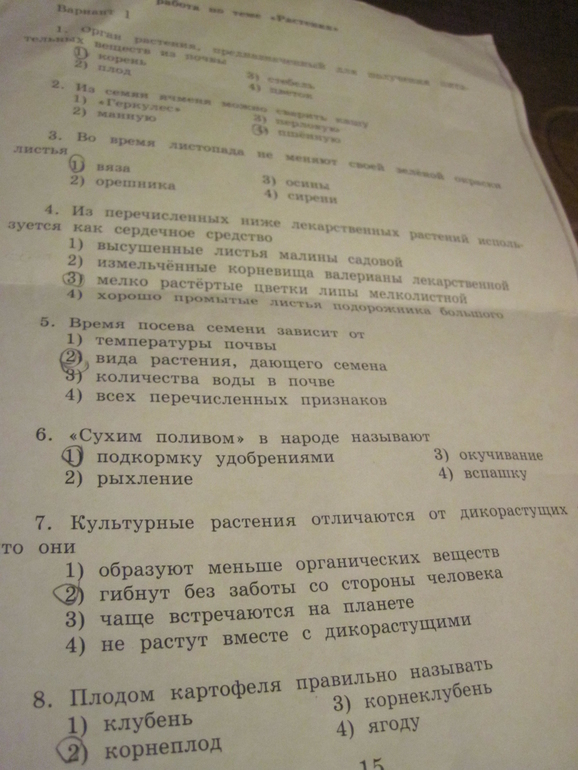 работа по теме «Растения»
Вариант 1
1. Орган растения, предназначенный для получения пита-
тельных веществ из почвы
1) корень 3) стебель
2) плод 4) цветок
2. Из семян ячменя можно сварить кашу
1) «Геркулес» 3) перловую
2) манную 4) пшённую
3. Во время листопада не меняют своей зелёной окраски
листья
1) вяза 3) осины
2) орешника 4) сирени
4. Из перечисленных ниже лекарственных растений исполь-
зуется как сердечное средство
1) высушенные листья малины садовой
2) измельчённые корневища валерианы лекарственной
3) мелко растёртые цветки липы мелколистной
4) хорошо промытые листья подорожника большого
5. Время посева семени зависит от
1) температуры почвы
2) вида растения, дающего семена
3) количества воды в почве
4) всех перечисленных признаков
6. «Сухим поливом» в народе называют
1) подкормку удобрениями 3) окучивание
2) рыхление 4) вспашку
7. Культурные растения отличаются от дикорастущих
то они
1) образуют меньше органических веществ
2) гибнут без заботы со стороны человека
3) чаще встречаются на планете
4) не растут вместе с дикорастущими
8. Плодом картофеля правильно называть
1) клубень 3) корнеклубень
2) корнеплод 4) ягоду
15